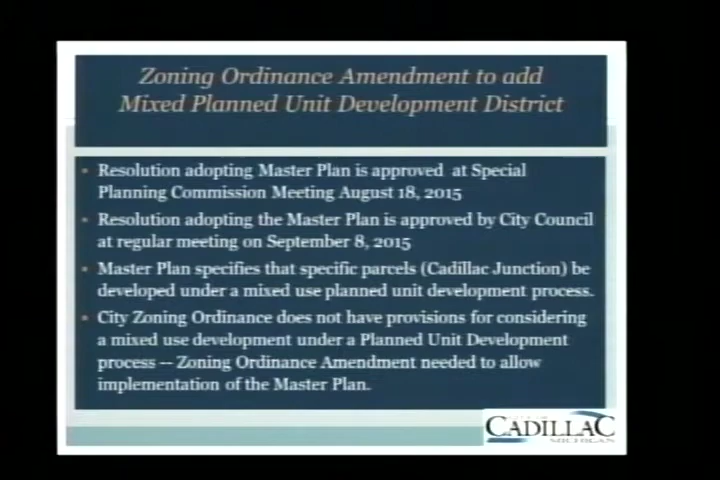 Zoning Ordinance Amendment to add
Mixed Planned Unit Development District
Resolution adopting Master Plan is approved at Special
Planning Commission Meeting August 18, 2015
Resolution adopting the Master Plan is approved by City Council
at regular meeting on September 8, 2015
Master Plan specifies that specific parcels (Cadillac Junction) be
developed under a mixed use planned unit development process.
City Zoning Ordinance does not have provisions for considering
a mixed use development under a Planned Unit Development
process – Zoning Ordinance Amendment needed to allow
implementation of the Master Plan.
CADILLAC
MICHIGAN